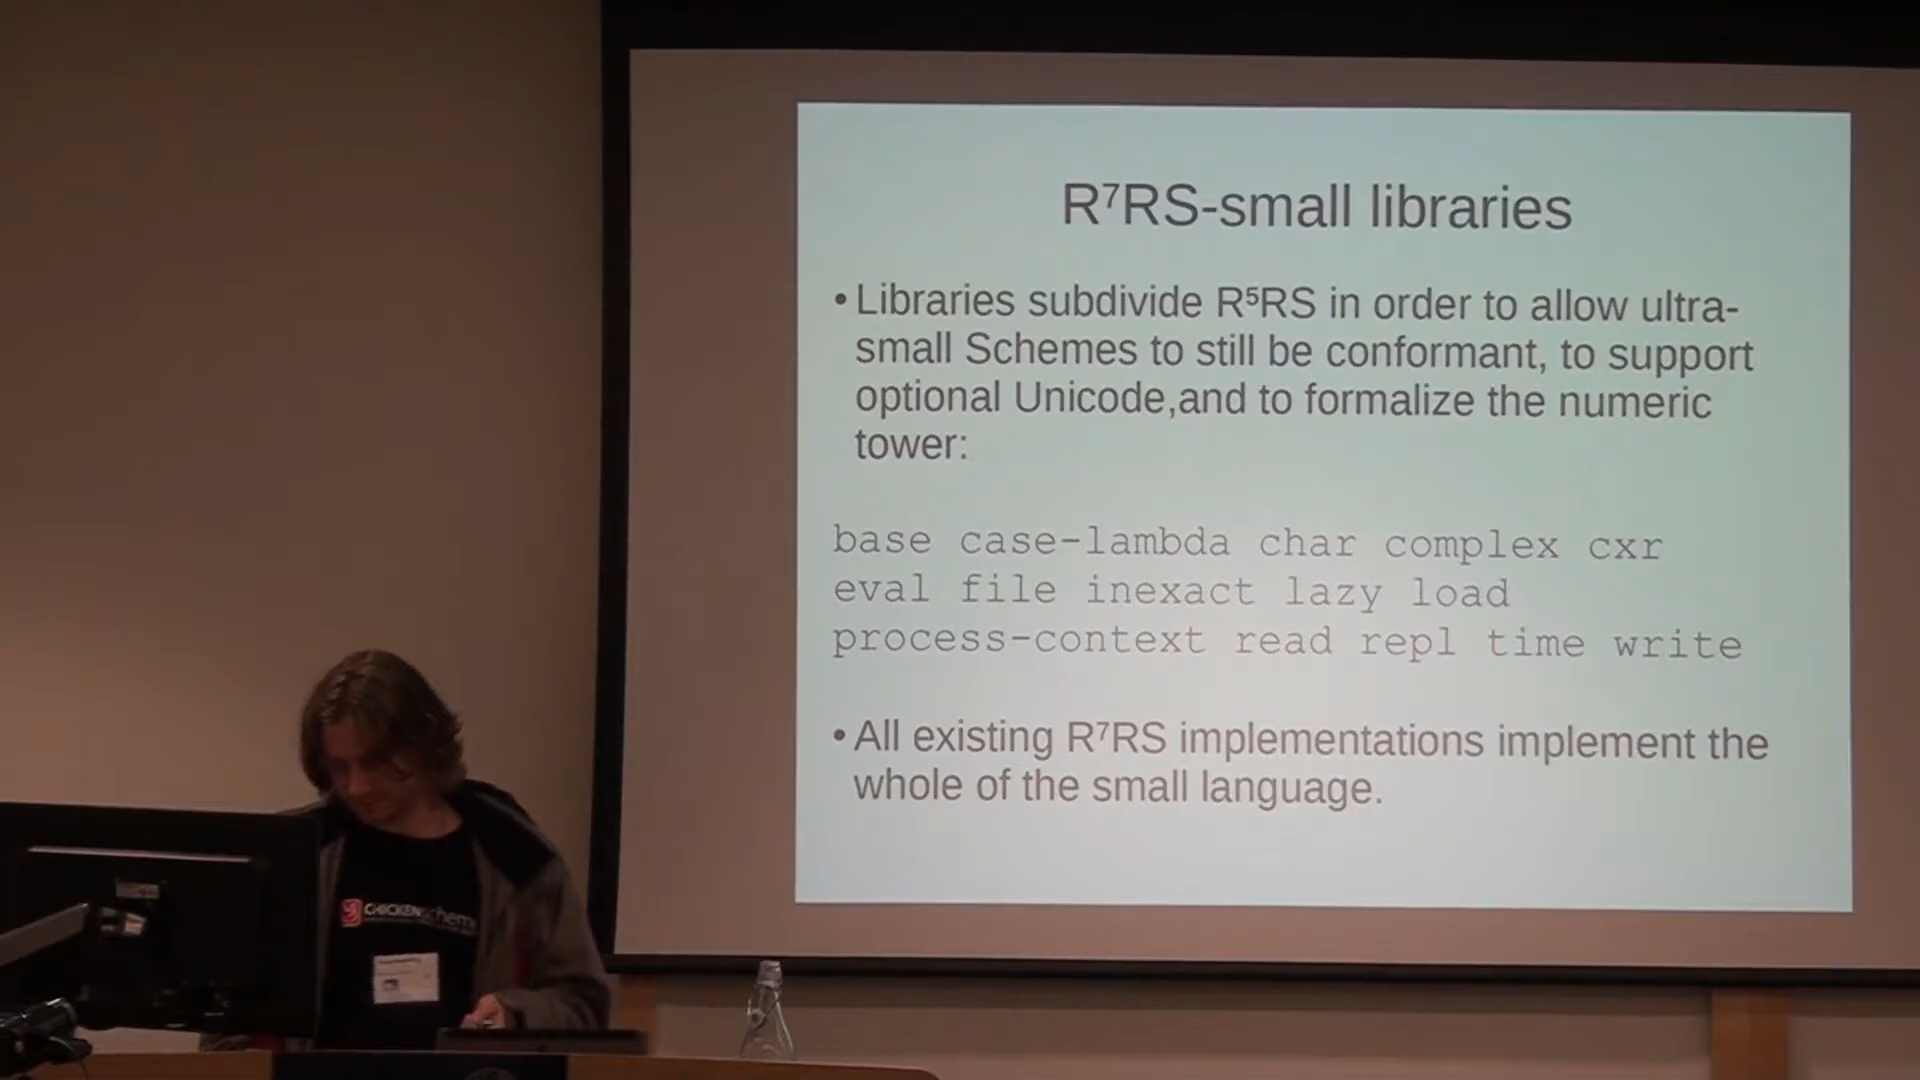 R⁷RS-small libraries
• Libraries subdivide R⁵RS in order to allow ultra-
small Schemes to still be conformant, to support
optional Unicode,and to formalize the numeric
tower:
base case-lambda char complex cxr
eval file inexact lazy load
process-context read repl time write
• All existing R⁷RS implementations implement the
whole of the small language.
CHICKEN Scheme